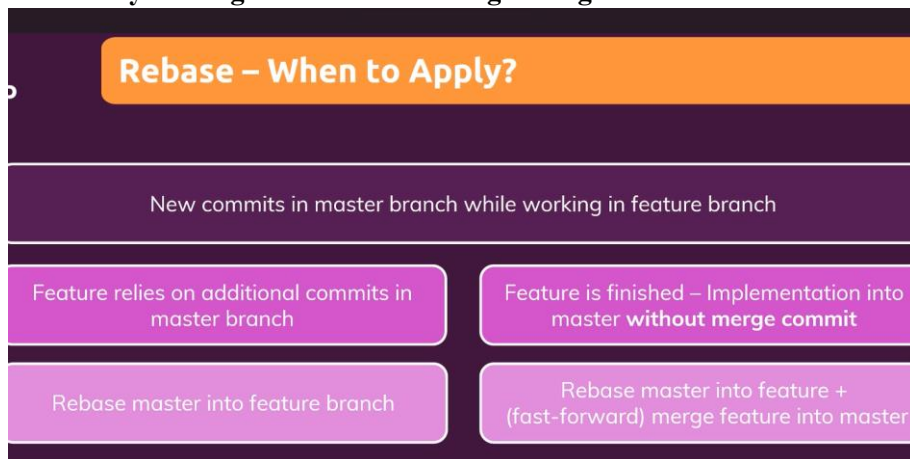 Rebase – When to Apply?
New commits in master branch while working in feature branch
Feature relies on additional commits in
master branch
Feature is finished – Implementation into
master without merge commit
Rebase master into feature branch
Rebase master into feature +
(fast-forward) merge feature into master